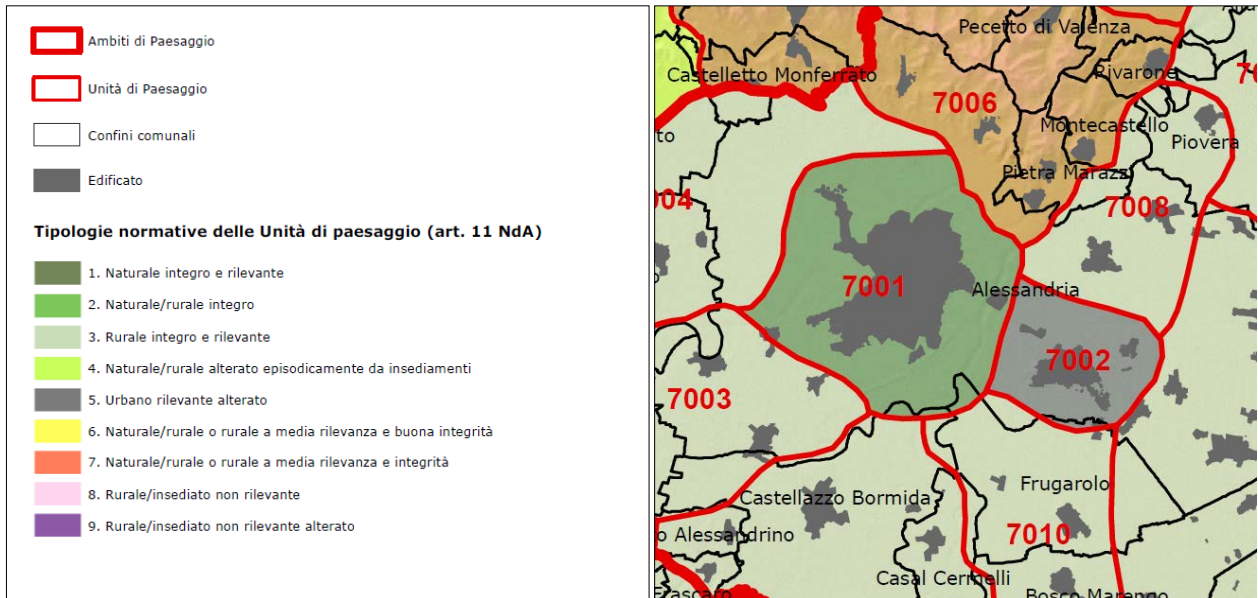 Ambiti di Paesaggio
Unità di Paesaggio
Confini comunali
Edificato
Tipologie normative delle Unità di paesaggio (art. 11 NdA)
1. Naturale integro e rilevante
2. Naturale/rurale integro
3. Rurale integro e rilevante
4. Naturale/rurale alterato episodicamente da insediamenti
5. Urbano rilevante alterato
6. Naturale/rurale o rurale a media rilevanza e buona integrità
7. Naturale/rurale o rurale a media rilevanza e integrità
8. Rurale/insediato non rilevante
9. Rurale/insediato non rilevante alterato
Pecetto di Valenza
Castelletto Monferrato
Rivarone
7006
Montecastello
Piovera
Pietra Marazzi
7008
7001
Alessandria
7002
7003
Castellazzo Bormida
Frugarolo
o Alessandrino
7010
Casal Cermelli
Frascaro
Bosco Marengo